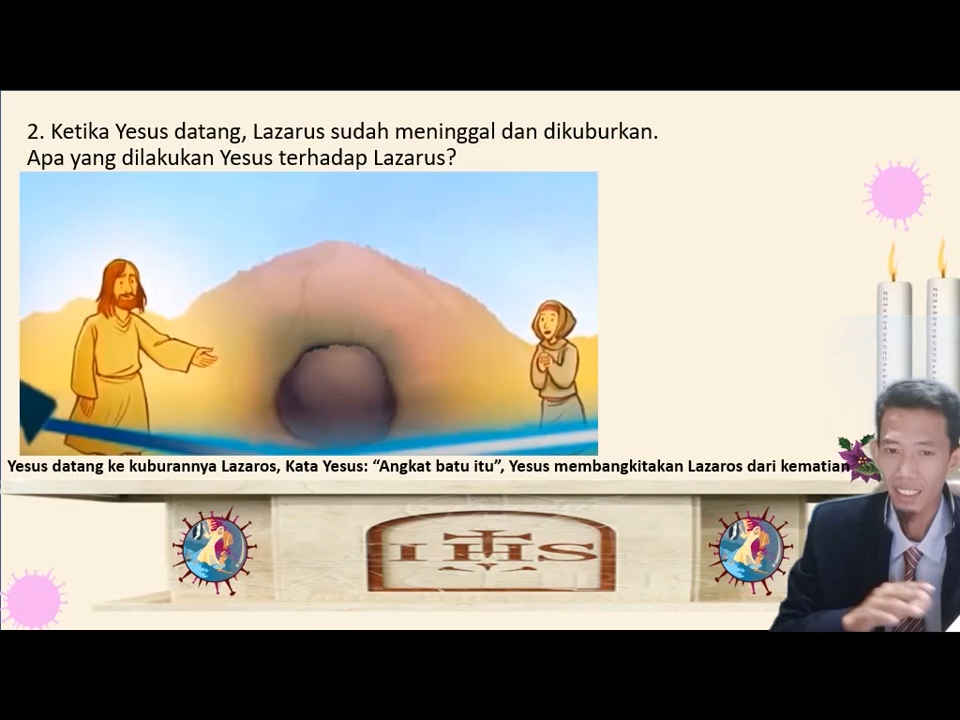 2. Ketika Yesus datang, Lazarus sudah meninggal dan dikuburkan.
Apa yang dilakukan Yesus terhadap Lazarus?
Yesus datang ke kuburannya Lazaros, Kata Yesus: “Angkat batu itu”, Yesus membangkitakan Lazaros dari kematian
IHS